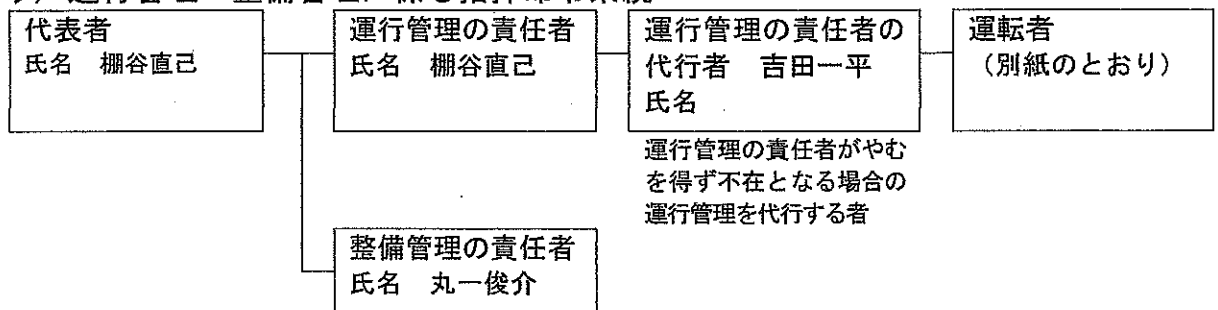 代表者
氏名　棚谷直己
運行管理の責任者
氏名　棚谷直己
運行管理の責任者の
代行者　吉田一平
氏名
運転者
（別紙のとおり）
運行管理の責任者がやむ
を得ず不在となる場合の
運行管理を代行する者
整備管理の責任者
氏名　丸一俊介